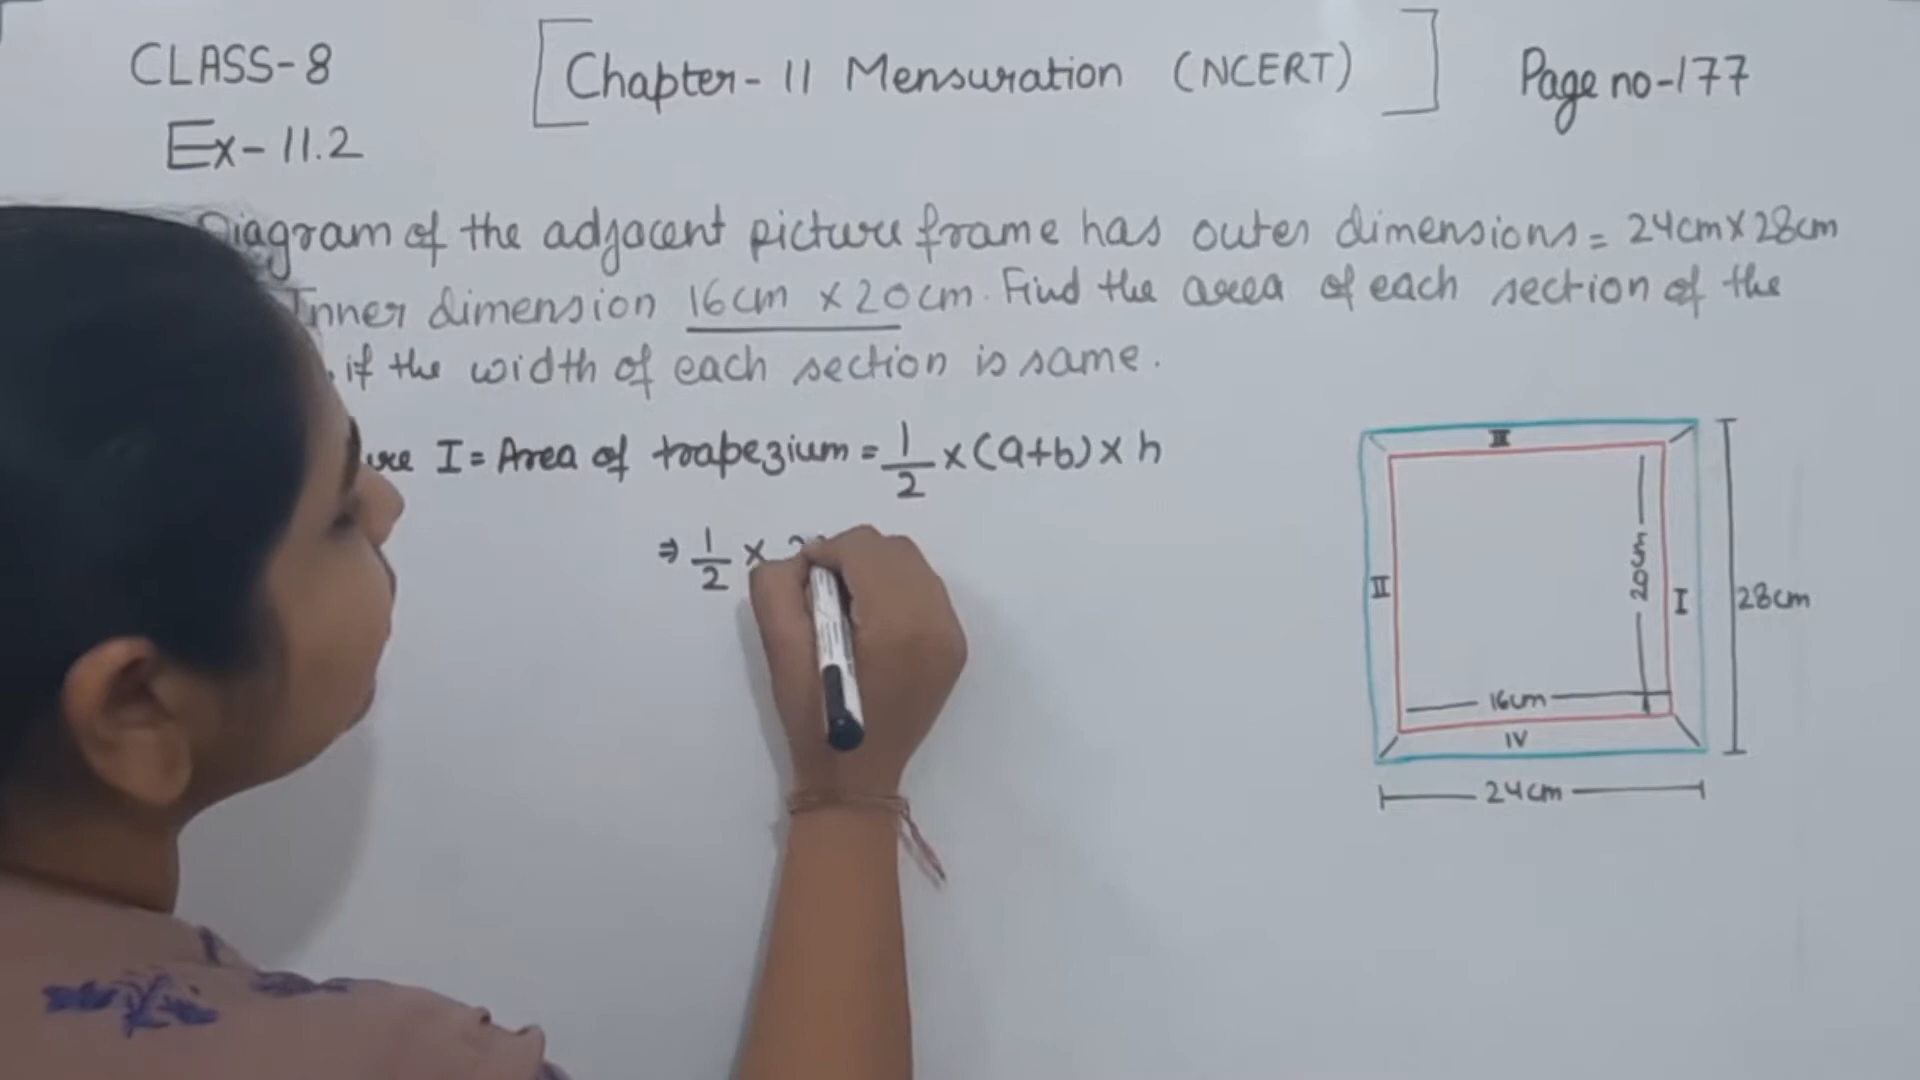 CLASS-8
[Chapter-11 Mensuration (NCERT)]
Page no-177
Ex-11.2
Diagram of the adjacent picture frame has outer dimensions = 24cm×28cm
Inner dimension 16cm × 20cm. Find the area of each section of the
if the width of each section is same.
I = Area of trapezium = 1/2 × (a+b) × h
⇒ 1/2 ×
III
II
20cm
I
28cm
16cm
IV
24cm